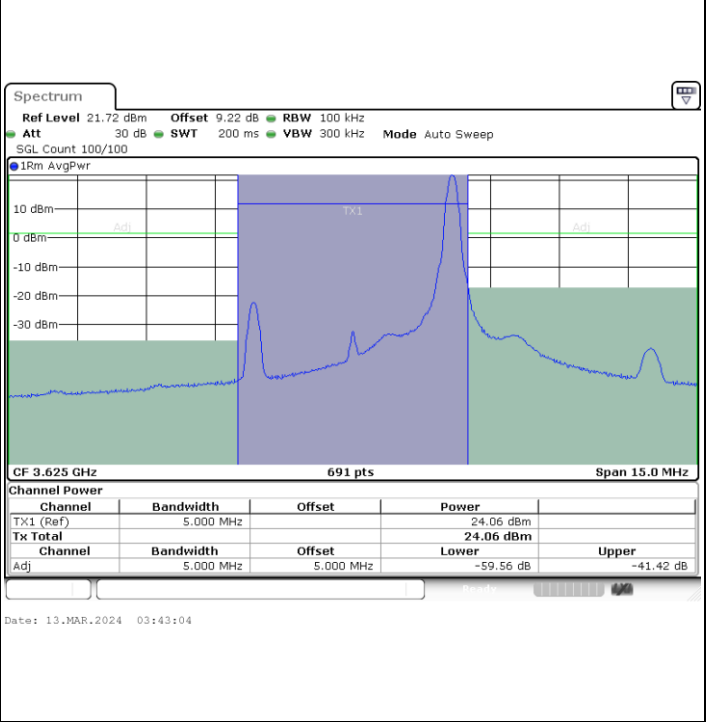 Spectrum
Ref Level 21.72 dBm Offset 9.22 dB RBW 100 kHz
Att 30 dB SWT 200 ms VBW 300 kHz Mode Auto Sweep
SGL Count 100/100
1Rm AvgPwr
10 dBm
TX1
Adj
Adj
0 dBm
-10 dBm
-20 dBm
-30 dBm
CF 3.625 GHz 691 pts Span 15.0 MHz
Channel Power
Channel Bandwidth Offset Power
TX1 (Ref) 5.000 MHz 24.06 dBm
Tx Total 24.06 dBm
Channel Bandwidth Offset Lower Upper
Adj 5.000 MHz 5.000 MHz -59.56 dB -41.42 dB
Ready
Date: 13.MAR.2024 03:43:04